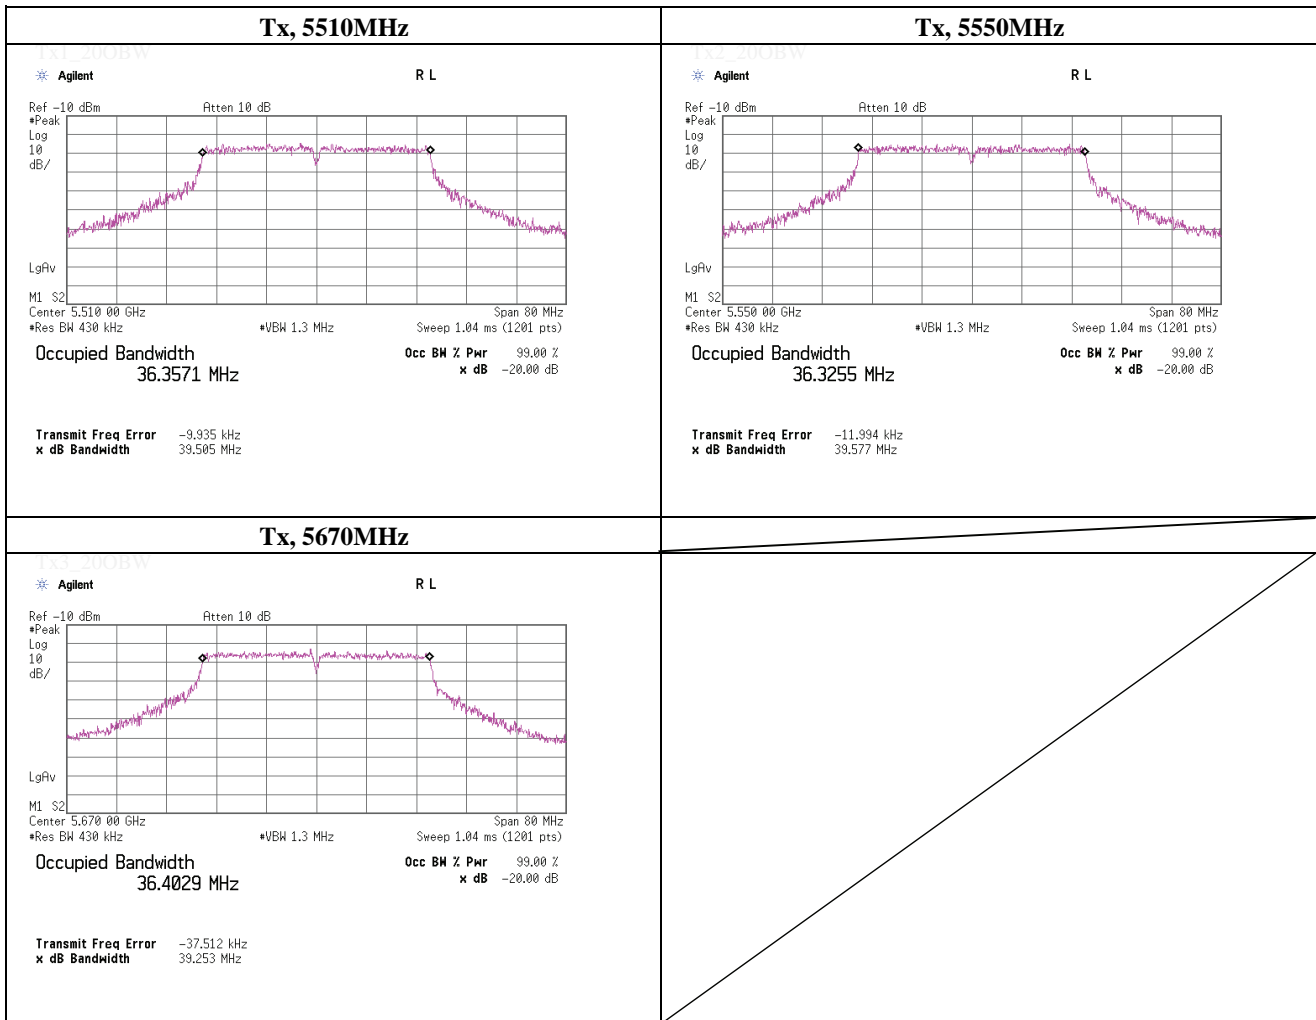 Tx, 5510MHz
Tx1_20OBW
Agilent R L
Ref -10 dBm Atten 10 dB
#Peak
Log
10
dB/
LgAv
M1 S2
Center 5.510 00 GHz Span 80 MHz
#Res BW 430 kHz #VBW 1.3 MHz Sweep 1.04 ms (1201 pts)
Occupied Bandwidth Occ BW % Pwr 99.00 %
36.3571 MHz x dB -20.00 dB
Transmit Freq Error -9.935 kHz
x dB Bandwidth 39.505 MHz
Tx, 5550MHz
Tx2_20OBW
Agilent R L
Ref -10 dBm Atten 10 dB
#Peak
Log
10
dB/
LgAv
M1 S2
Center 5.550 00 GHz Span 80 MHz
#Res BW 430 kHz #VBW 1.3 MHz Sweep 1.04 ms (1201 pts)
Occupied Bandwidth Occ BW % Pwr 99.00 %
36.3255 MHz x dB -20.00 dB
Transmit Freq Error -11.994 kHz
x dB Bandwidth 39.577 MHz
Tx, 5670MHz
Tx3_20OBW
Agilent R L
Ref -10 dBm Atten 10 dB
#Peak
Log
10
dB/
LgAv
M1 S2
Center 5.670 00 GHz Span 80 MHz
#Res BW 430 kHz #VBW 1.3 MHz Sweep 1.04 ms (1201 pts)
Occupied Bandwidth Occ BW % Pwr 99.00 %
36.4029 MHz x dB -20.00 dB
Transmit Freq Error -37.512 kHz
x dB Bandwidth 39.253 MHz